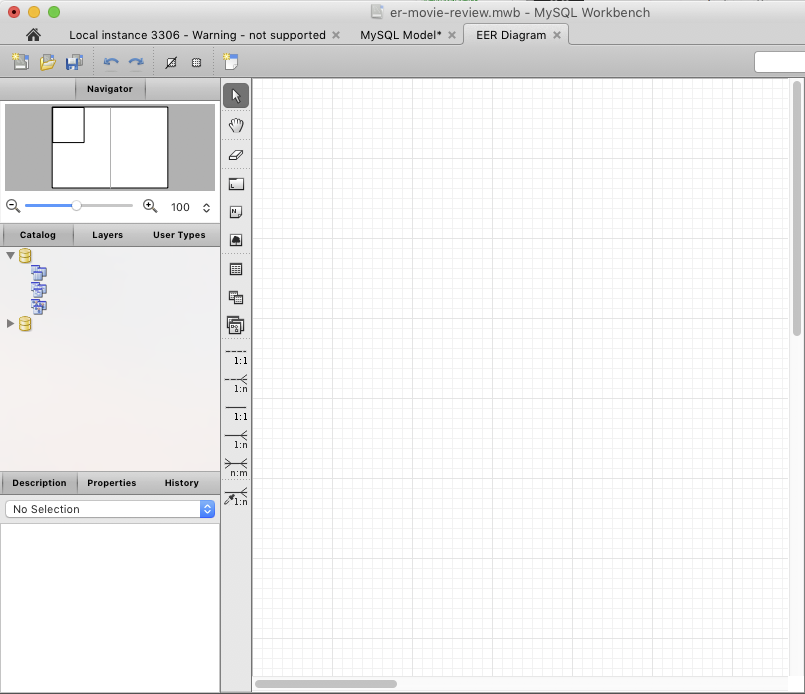 er-movie-review.mwb - MySQL Workbench
Local instance 3306 - Warning - not supported
MySQL Model*
EER Diagram
Navigator
100
Catalog
Layers
User Types
1:1
1:n
1:1
1:n
n:m
1:n
Description
Properties
History
No Selection